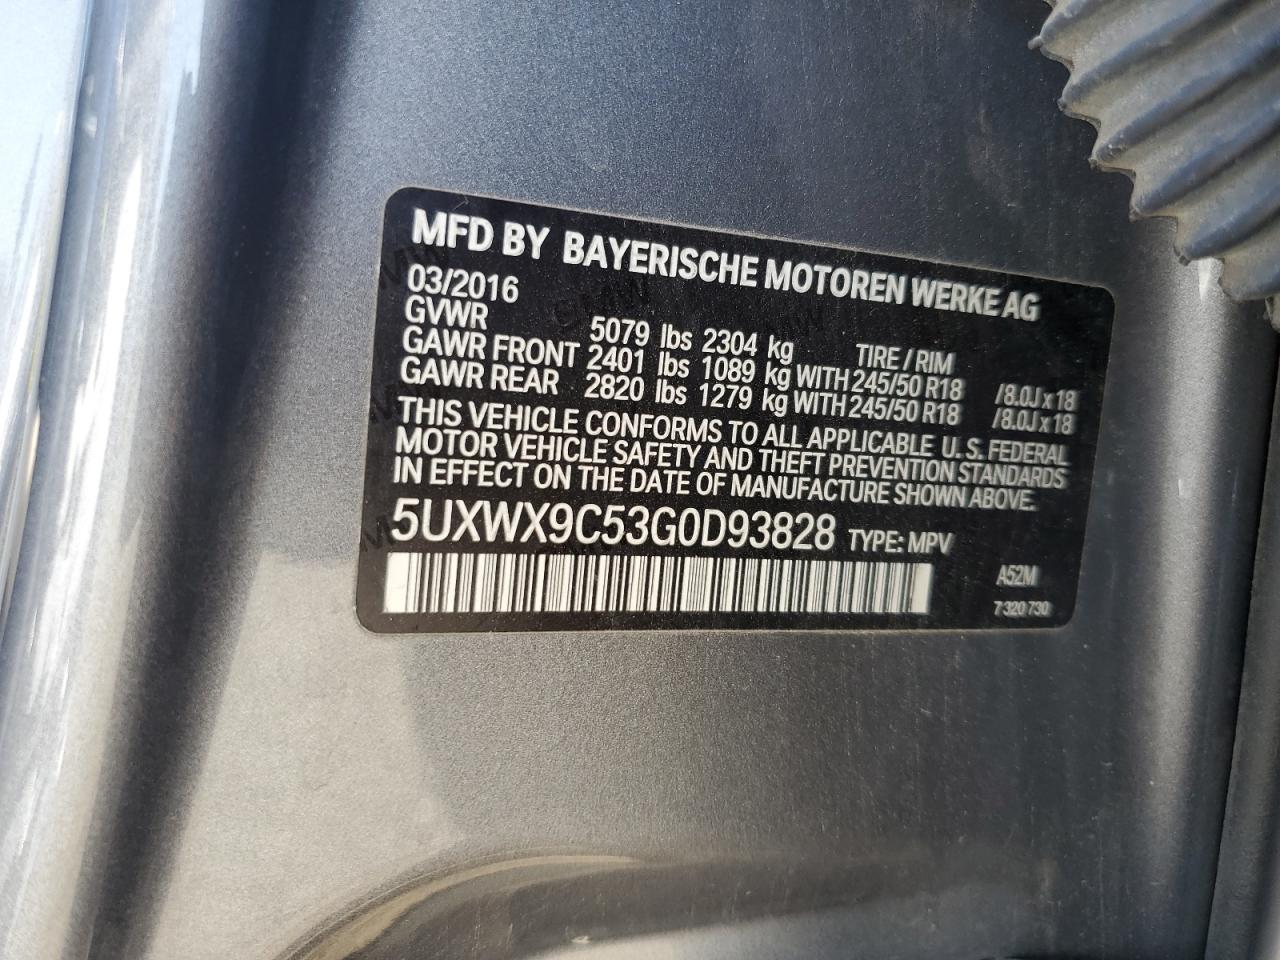 MFD BY BAYERISCHE MOTOREN WERKE AG
03/2016
GVWR 5079 lbs 2304 kg TIRE / RIM
GAWR FRONT 2401 lbs 1089 kg WITH 245/50 R18 /8.0J x 18
GAWR REAR 2820 lbs 1279 kg WITH 245/50 R18 /8.0J x 18
THIS VEHICLE CONFORMS TO ALL APPLICABLE U.S. FEDERAL
MOTOR VEHICLE SAFETY AND THEFT PREVENTION STANDARDS
IN EFFECT ON THE DATE OF MANUFACTURE SHOWN ABOVE.
5UXWX9C53G0D93828 TYPE: MPV
A52M
7 320 730